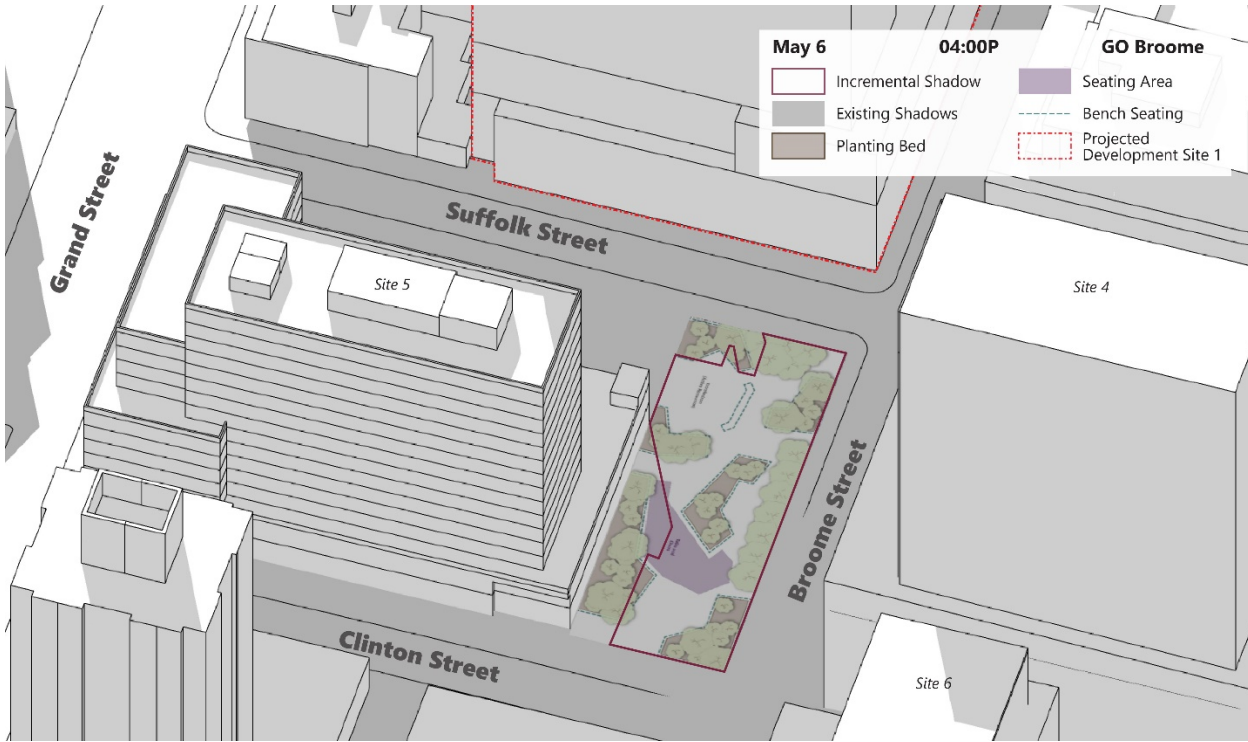 May 6 04:00P GO Broome
Incremental Shadow
Existing Shadows
Planting Bed
Seating Area
Bench Seating
Projected
Development Site 1
Grand Street
Suffolk Street
Site 5
Site 4
Broome Street
Clinton Street
Site 6